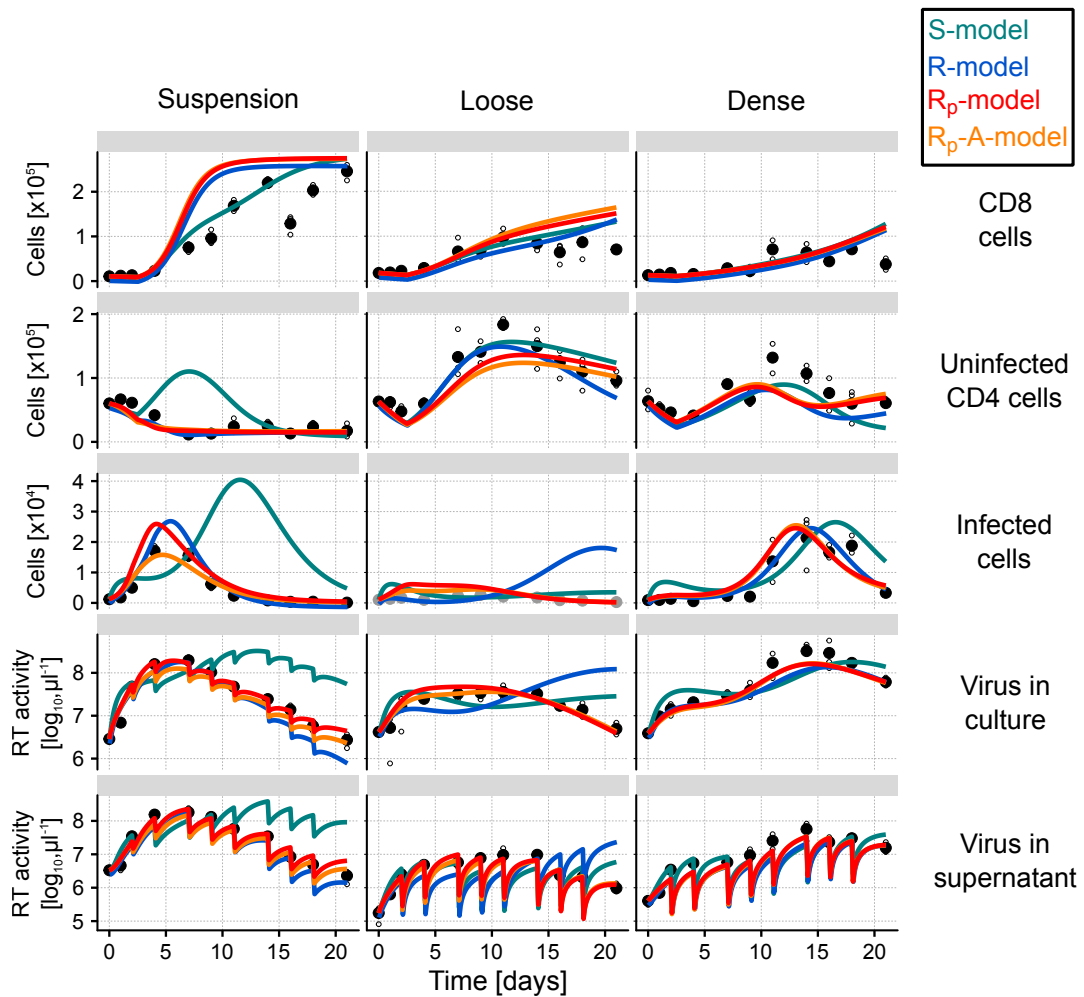 S-model
R-model
Rp-model
Rp-A-model
Suspension Loose Dense
Cells [x10⁵]
2
1
0
CD8
cells
Cells [x10⁵]
2
1
0
Uninfected
CD4 cells
Cells [x10⁴]
4
3
2
1
0
Infected
cells
RT activity
[log₁₀,µl⁻¹]
8
7
6
Virus in
culture
RT activity
[log₁₀,µl⁻¹]
8
7
6
5
Virus in
supernatant
0 5 10 15 20 0 5 10 15 20 0 5 10 15 20
Time [days]